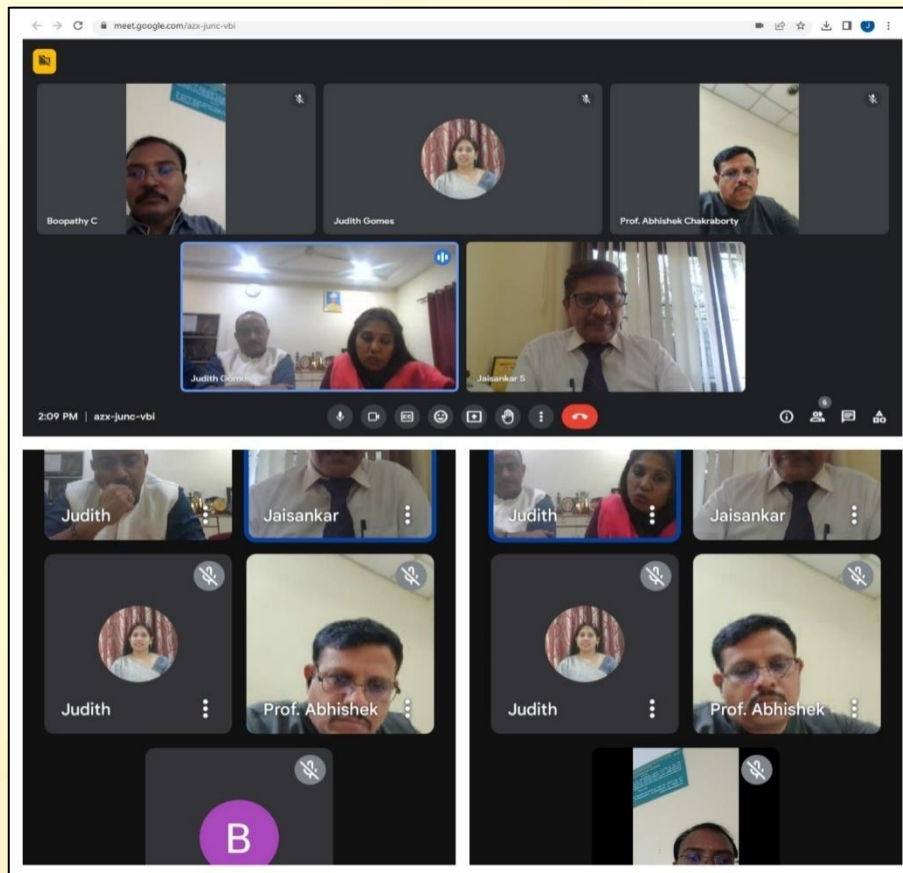 meet.google.com/azx-junc-vbi
J
Boopathy C
Judith Gomes
Prof. Abhishek Chakraborty
Judith Gomes
Jaisankar S
2:09 PM | azx-junc-vbi
6
Judith
Jaisankar
Judith
Prof. Abhishek
B
Judith
Jaisankar
Judith
Prof. Abhishek